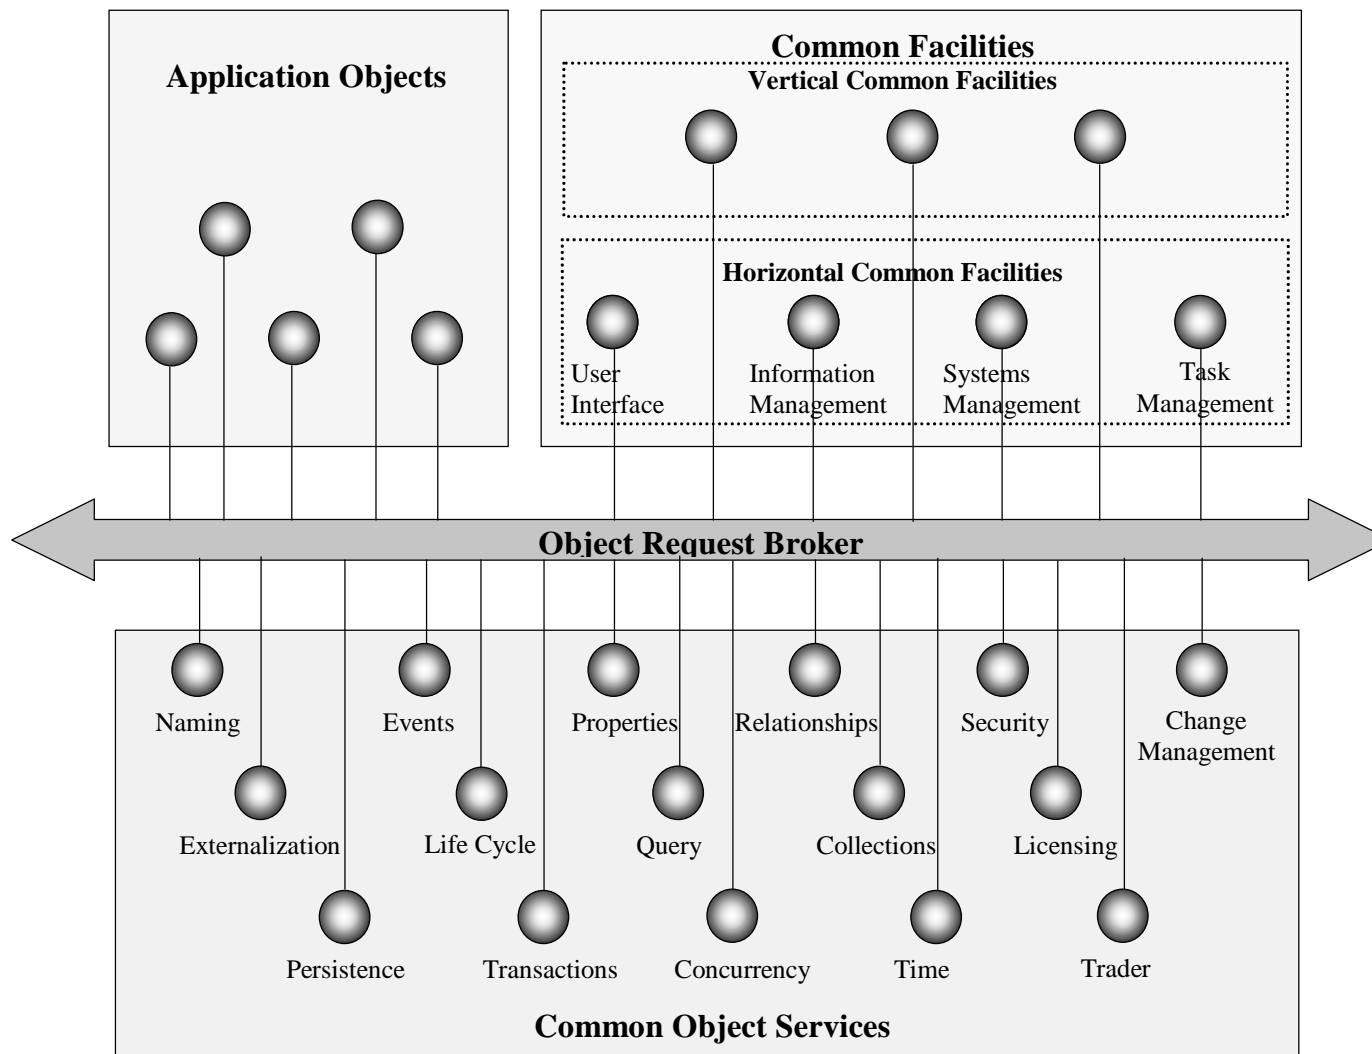 Application Objects
Common Facilities
Vertical Common Facilities
Horizontal Common Facilities
User
Interface
Information
Management
Systems
Management
Task
Management
Object Request Broker
Naming
Events
Properties
Relationships
Security
Change
Management
Externalization
Life Cycle
Query
Collections
Licensing
Persistence
Transactions
Concurrency
Time
Trader
Common Object Services